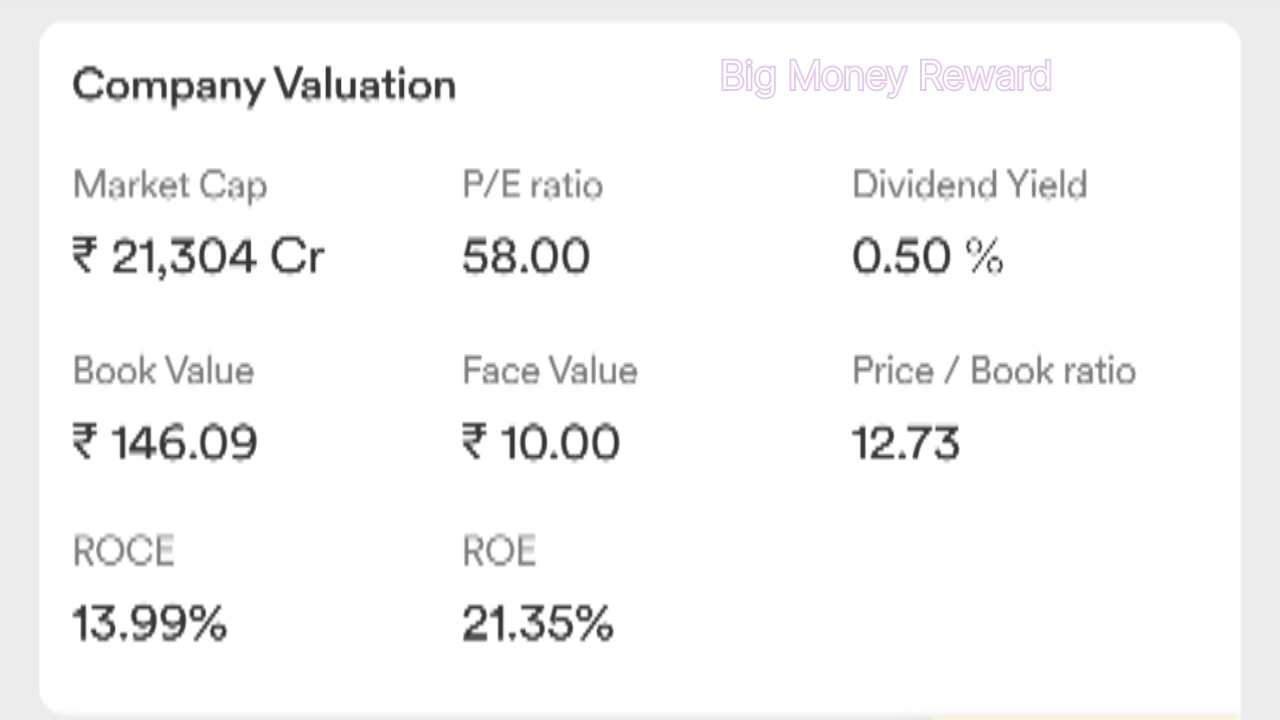 Company Valuation Big Money Reward
Market Cap P/E ratio Dividend Yield
₹ 21,304 Cr 58.00 0.50 %
Book Value Face Value Price / Book ratio
₹ 146.09 ₹ 10.00 12.73
ROCE ROE
13.99% 21.35%